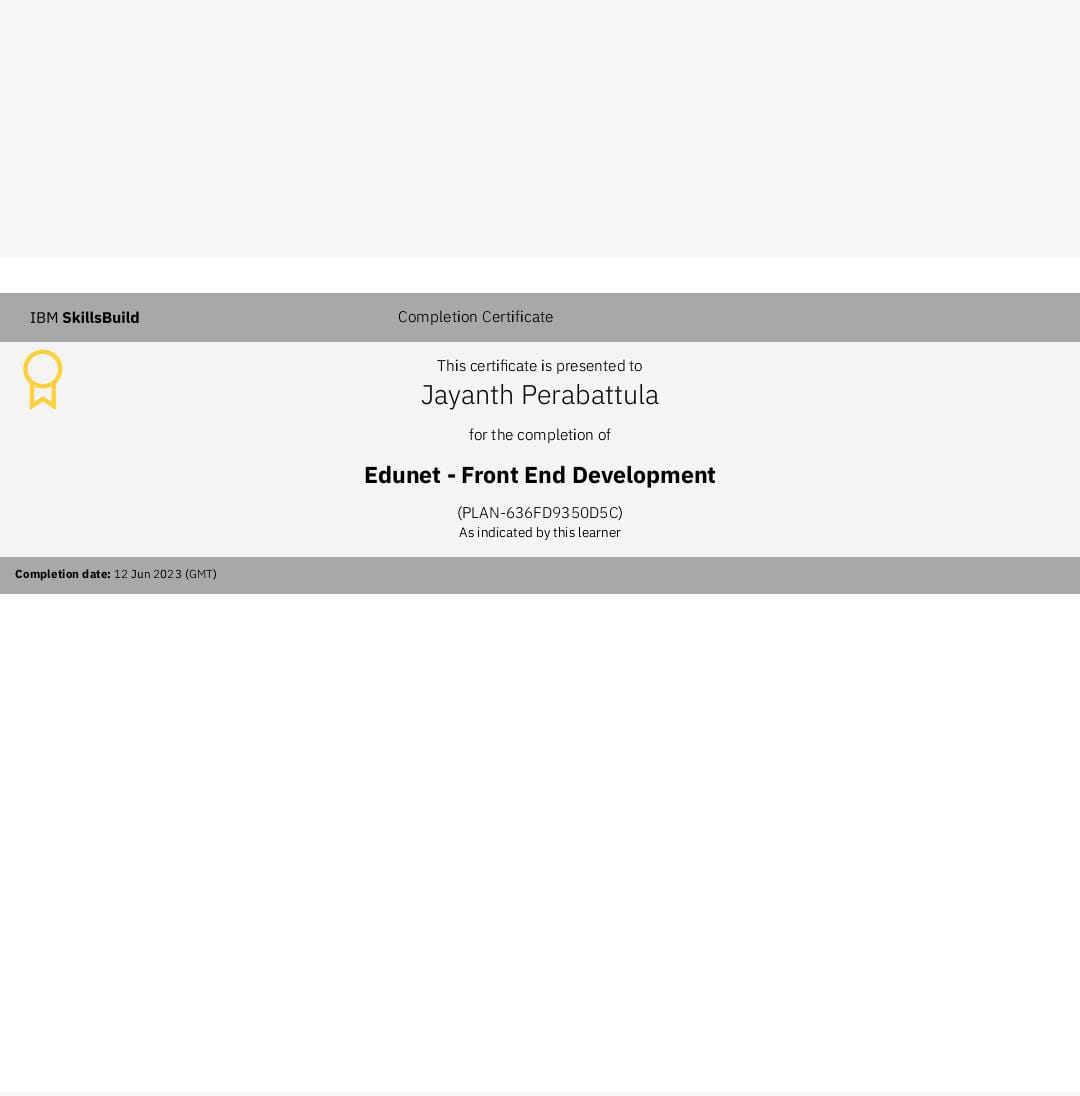 IBM SkillsBuild
Completion Certificate
This certificate is presented to
Jayanth Perabattula
for the completion of
Edunet - Front End Development
(PLAN-636FD9350D5C)
As indicated by this learner
Completion date: 12 Jun 2023 (GMT)